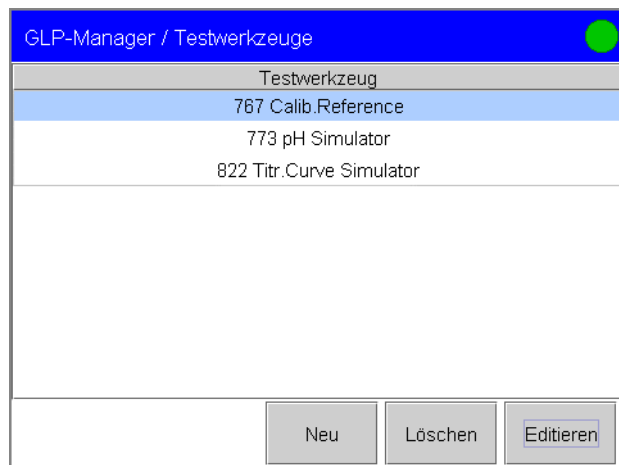 GLP-Manager / Testwerkzeuge
Testwerkzeug
767 Calib.Reference
773 pH Simulator
822 Titr.Curve Simulator
Neu
Löschen
Editieren